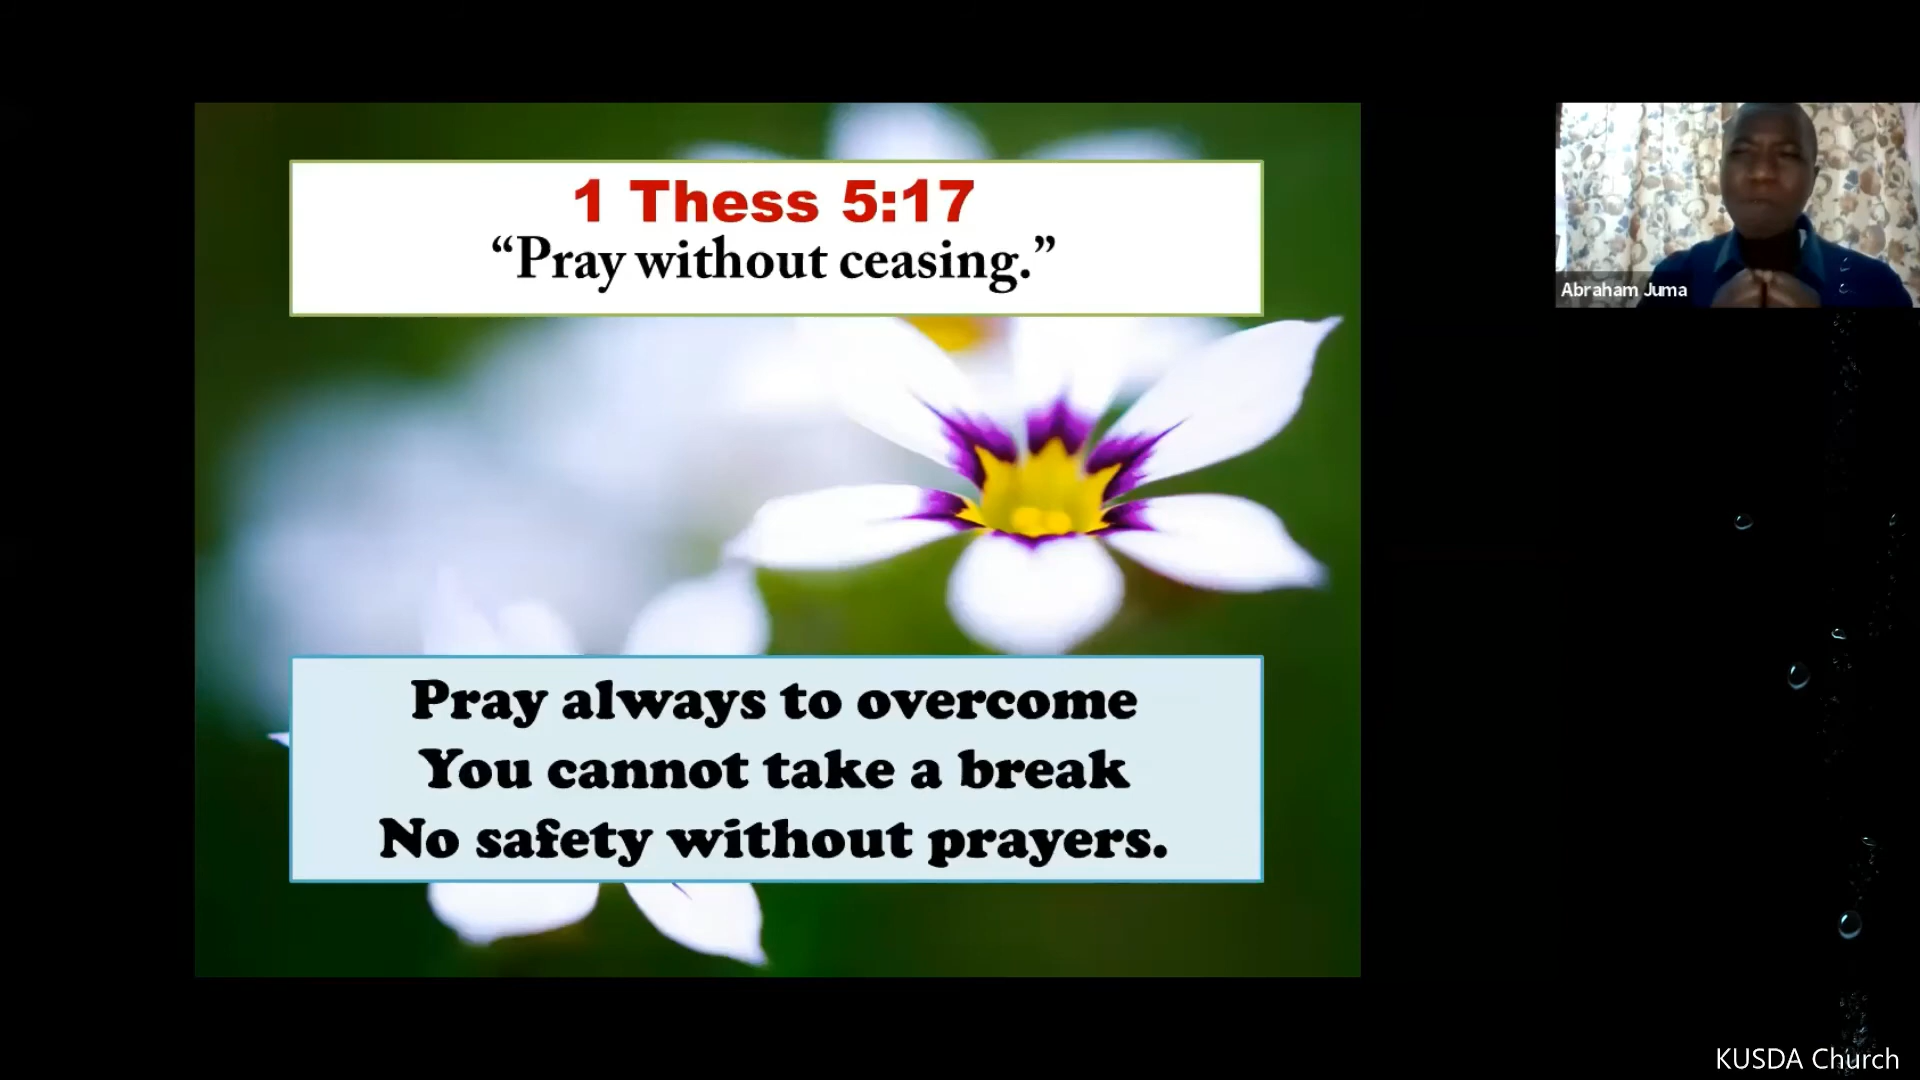 1 Thess 5:17
“Pray without ceasing.”
Pray always to overcome
You cannot take a break
No safety without prayers.
Abraham Juma
KUSDA Church